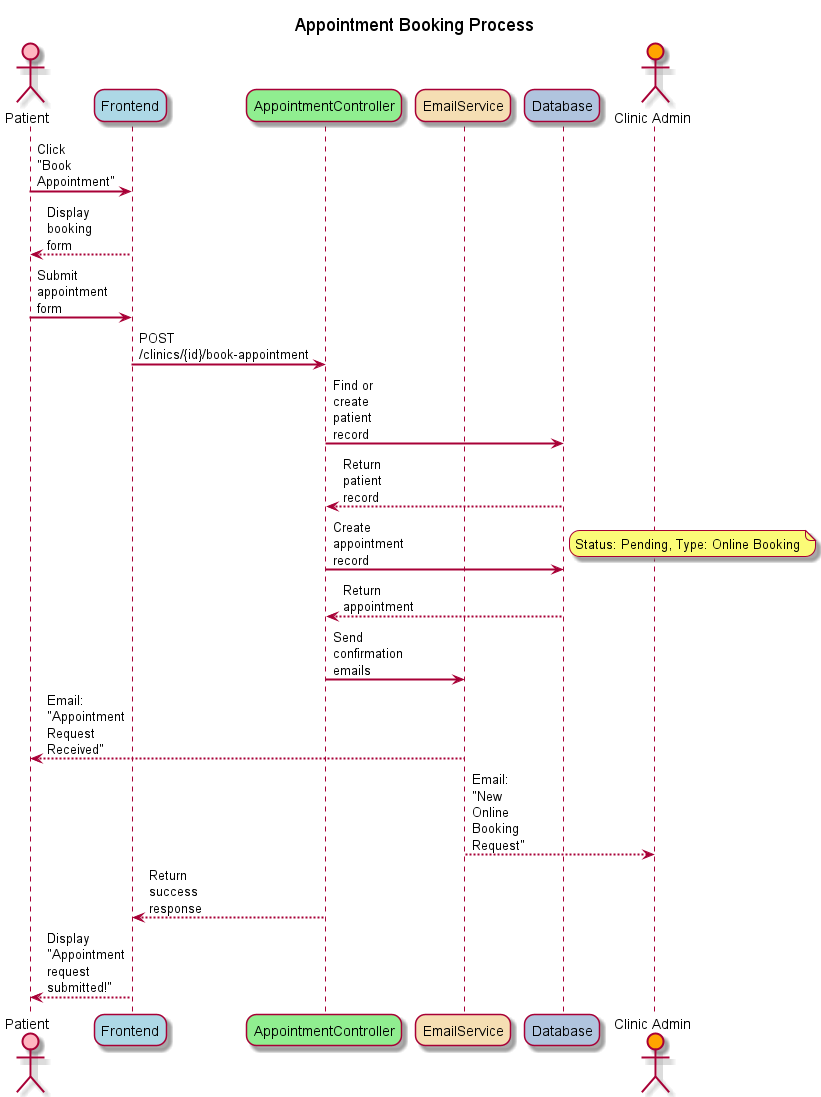 Appointment Booking Process
Patient
Frontend
AppointmentController
EmailService
Database
Clinic Admin
Click
"Book
Appointment"
Display
booking
form
Submit
appointment
form
POST
/clinics/{id}/book-appointment
Find or
create
patient
record
Return
patient
record
Create
appointment
record
Status: Pending, Type: Online Booking
Return
appointment
Send
confirmation
emails
Email:
"Appointment
Request
Received"
Email:
"New
Online
Booking
Request"
Return
success
response
Display
"Appointment
request
submitted!"
Patient
Frontend
AppointmentController
EmailService
Database
Clinic Admin